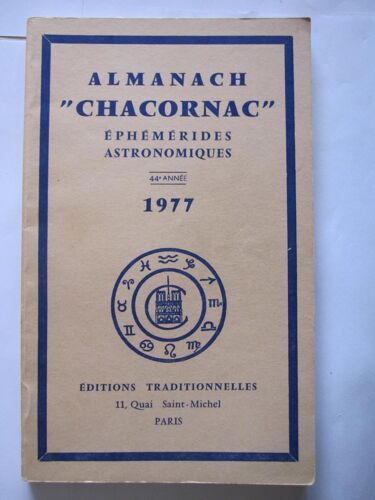 ALMANACH
"CHACORNAC"
ÉPHÉMÉRIDES
ASTRONOMIQUES
44e ANNÉE
1977
ÉDITIONS TRADITIONNELLES
11, Quai Saint-Michel
PARIS